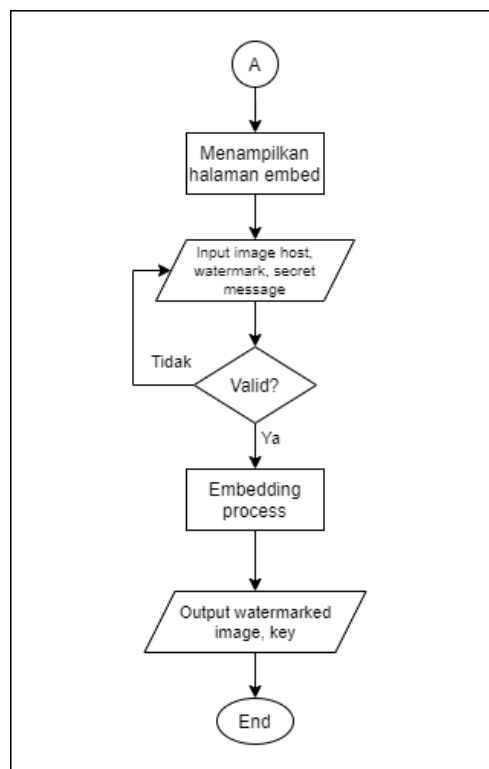 A
Menampilkan
halaman embed
Input image host,
watermark, secret
message
Tidak
Valid?
Ya
Embedding
process
Output watermarked
image, key
End